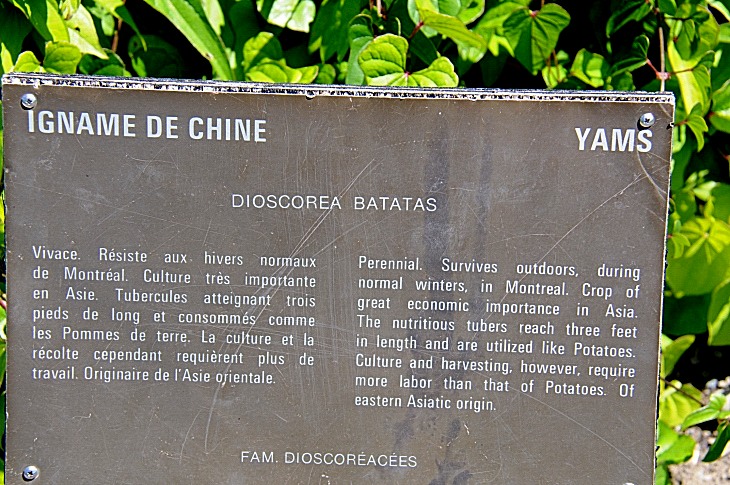 IGNAME DE CHINE
YAMS
DIOSCOREA BATATAS
Vivace. Résiste aux hivers normaux
de Montréal. Culture très importante
en Asie. Tubercules atteignant trois
pieds de long et consommés comme
les Pommes de terre. La culture et la
récolte cependant requièrent plus de
travail. Originaire de l'Asie orientale.
Perennial. Survives outdoors, during
normal winters, in Montreal. Crop of
great economic importance in Asia.
The nutritious tubers reach three feet
in length and are utilized like Potatoes.
Culture and harvesting, however, require
more labor than that of Potatoes. Of
eastern Asiatic origin.
FAM. DIOSCORÉACÉES